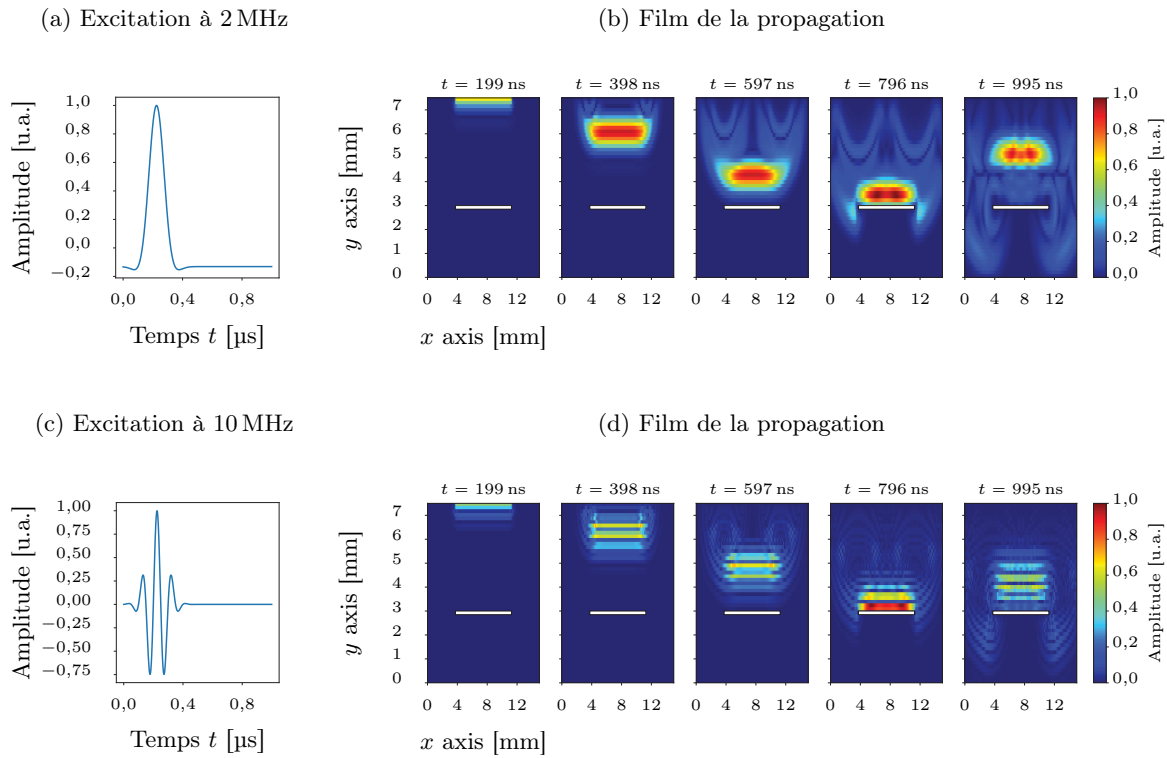 (a) Excitation à 2 MHz
(b) Film de la propagation
t = 199 ns t = 398 ns t = 597 ns t = 796 ns t = 995 ns
Amplitude [u.a.]
1,0
0,8
0,4
0,0
−0,2
0,0 0,4 0,8
Temps t [µs]
y axis [mm]
7
6
5
4
3
2
1
0
0 4 8 12 0 4 8 12 0 4 8 12 0 4 8 12 0 4 8 12
x axis [mm]
1,0
0,8
0,6
0,4
0,2
0,0
Amplitude [u.a.]
(c) Excitation à 10 MHz
(d) Film de la propagation
t = 199 ns t = 398 ns t = 597 ns t = 796 ns t = 995 ns
Amplitude [u.a.]
1,00
0,75
0,50
0,25
0,00
−0,25
−0,50
−0,75
0,0 0,4 0,8
Temps t [µs]
y axis [mm]
7
6
5
4
3
2
1
0
0 4 8 12 0 4 8 12 0 4 8 12 0 4 8 12 0 4 8 12
x axis [mm]
1,0
0,8
0,6
0,4
0,2
0,0
Amplitude [u.a.]